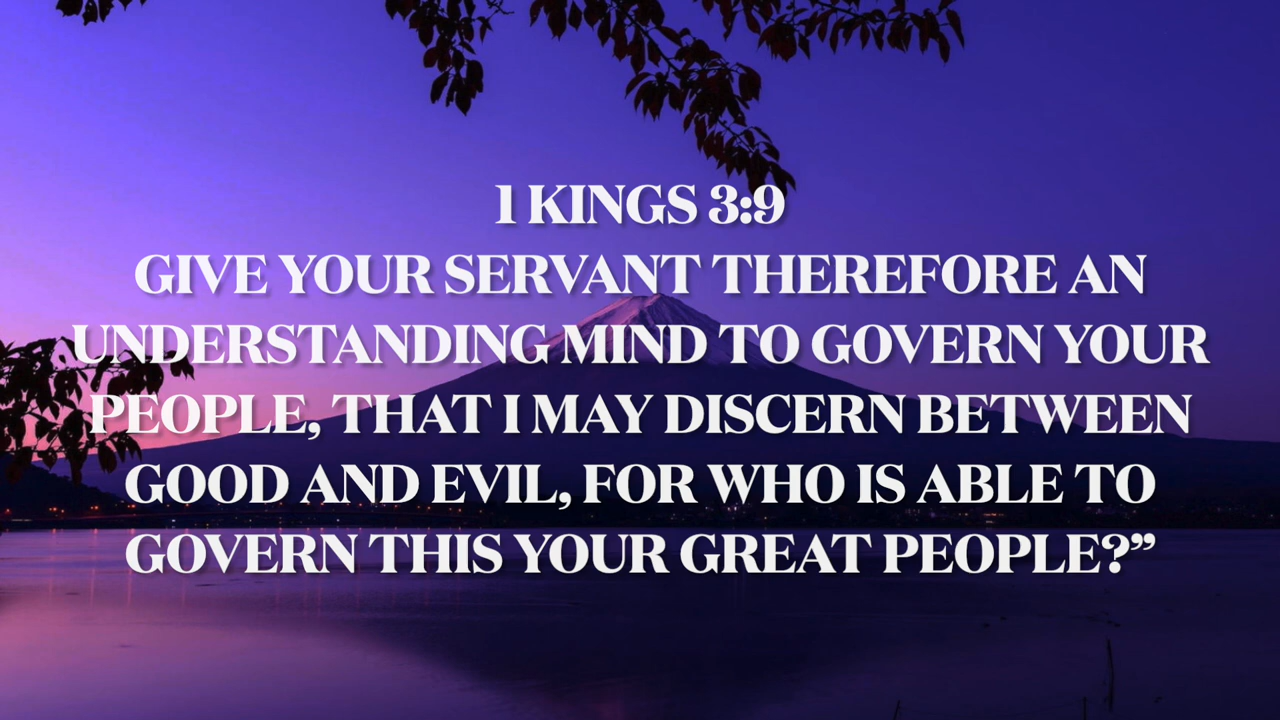 1 KINGS 3:9
GIVE YOUR SERVANT THEREFORE AN
UNDERSTANDING MIND TO GOVERN YOUR
PEOPLE, THAT I MAY DISCERN BETWEEN
GOOD AND EVIL, FOR WHO IS ABLE TO
GOVERN THIS YOUR GREAT PEOPLE?”